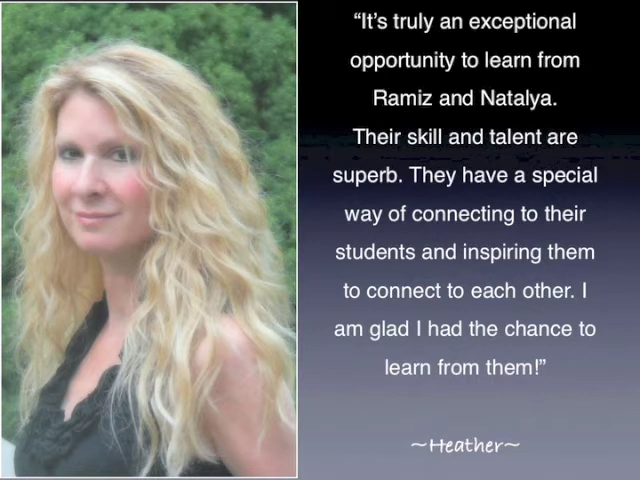 “It’s truly an exceptional
opportunity to learn from
Ramiz and Natalya.
Their skill and talent are
superb. They have a special
way of connecting to their
students and inspiring them
to connect to each other. I
am glad I had the chance to
learn from them!”
~Heather~